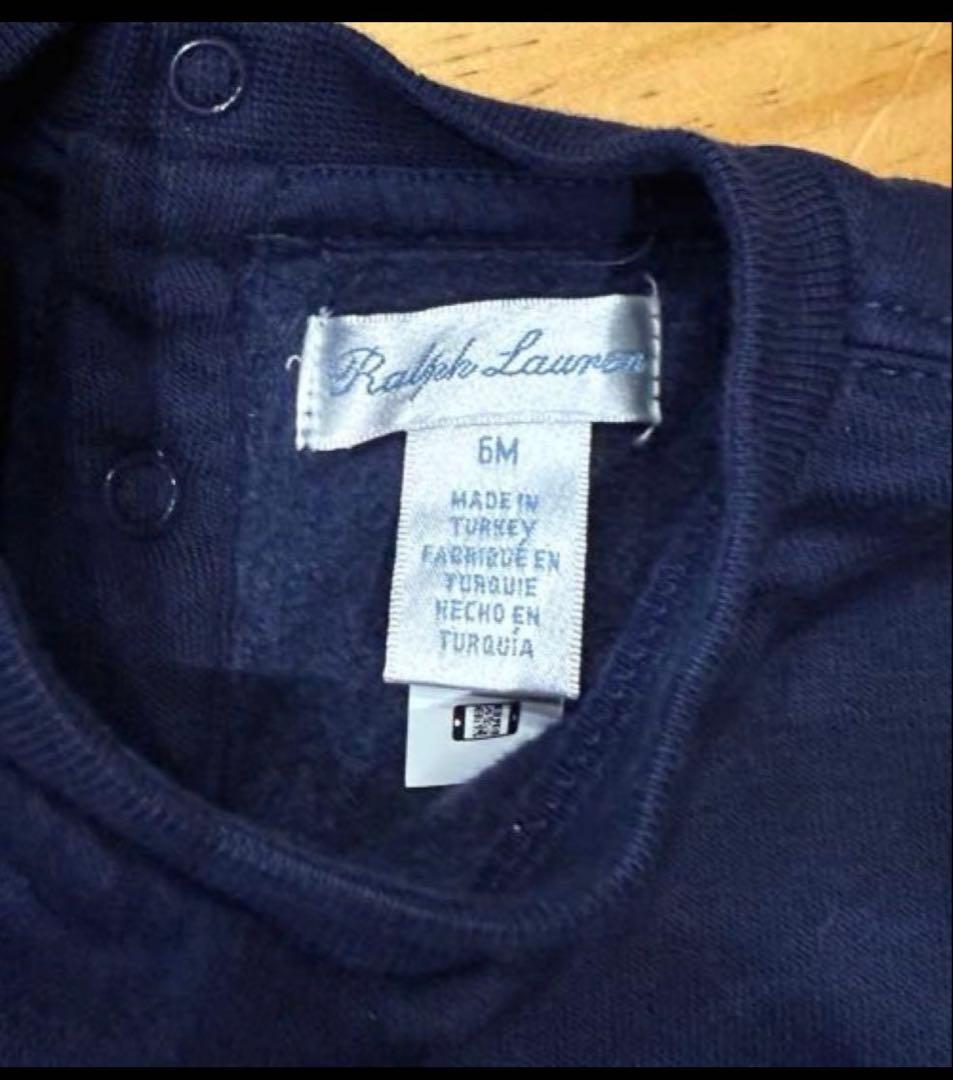 Ralph Lauren
6M
MADE IN
TURKEY
FABRIQUÉ EN
TURQUIE
HECHO EN
TURQUÍA